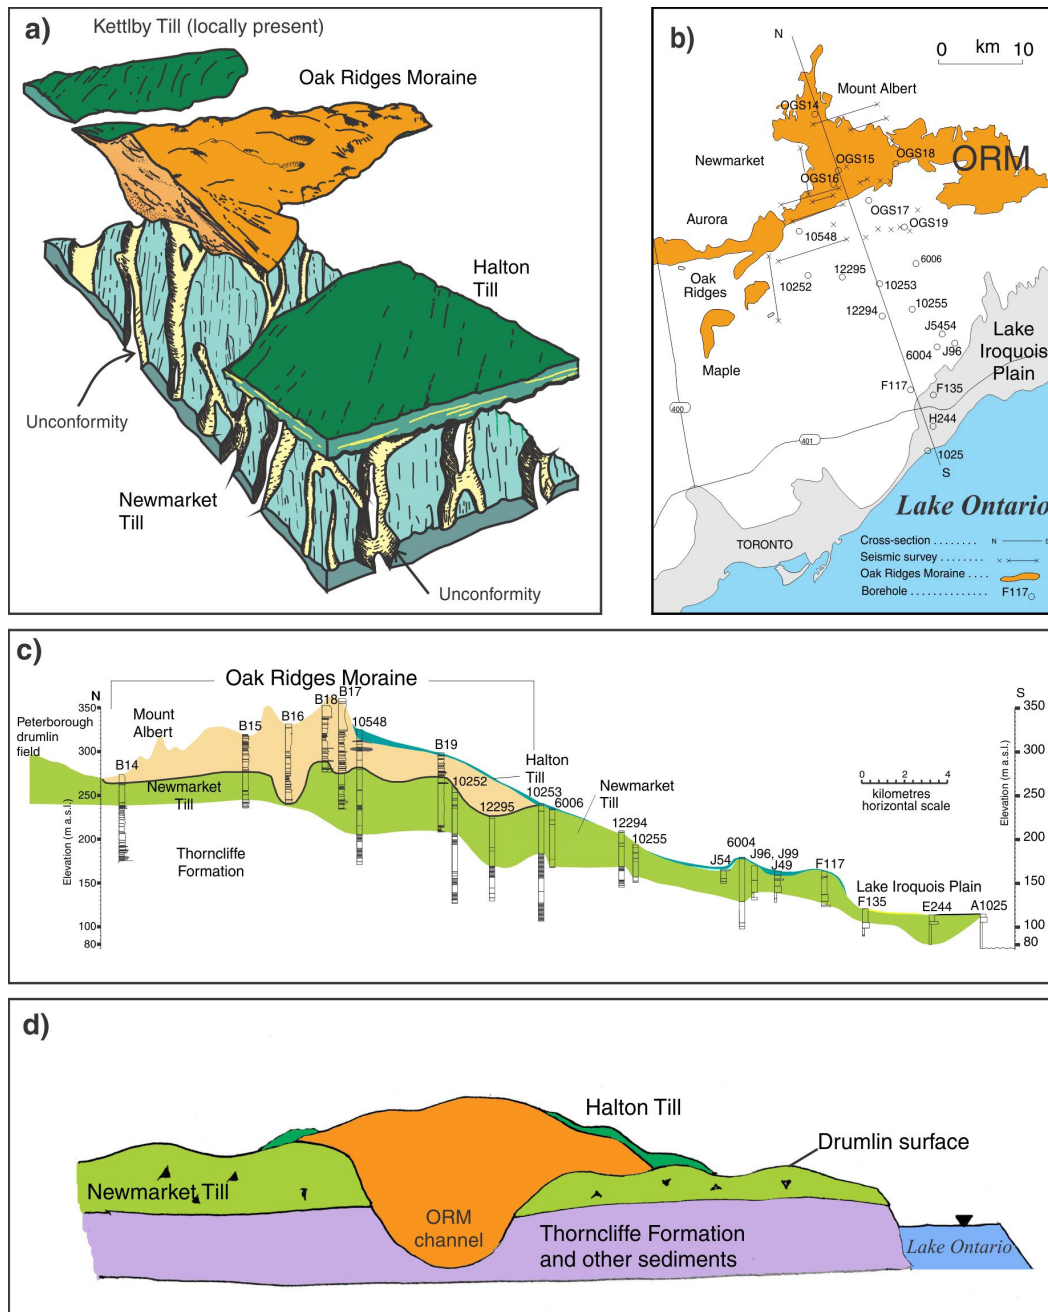 a)
Kettlby Till (locally present)
Oak Ridges Moraine
Halton
Till
Unconformity
Newmarket
Till
Unconformity
b)
N
0 km 10
Mount Albert
OGS14
Newmarket
OGS15
OGS18
ORM
OGS16
OGS17
Aurora
OGS19
10548
6006
12295
10252
10253
Oak
Ridges
10255
12294
J5454
Lake
Iroquois
Plain
6004
J96
Maple
F117
F135
400
H244
401
1025
S
Lake Ontario
TORONTO
Cross-section . . . . . . . . N S
Seismic survey . . . . . . . . x x x
Oak Ridges Moraine . . . .
Borehole . . . . . . . . . . . . . . F117
c)
Oak Ridges Moraine
N
S
350
300
250
200
150
100
80
Elevation (m a.s.l.)
Peterborough
drumlin
field
Mount
Albert
B14
B15
B16
B18
B17
10548
B19
10252
12295
Halton
Till
10253
6006
Newmarket
Till
Newmarket
Till
Thorncliffe
Formation
12294
10255
0 2 4
kilometres
horizontal scale
J54
6004
J96, J99
J49
F117
Lake Iroquois Plain
F135
E244
A1025
350
300
250
200
150
100
80
Elevation (m a.s.l.)
d)
Halton Till
Drumlin surface
Newmarket Till
ORM
channel
Thorncliffe Formation
and other sediments
Lake Ontario